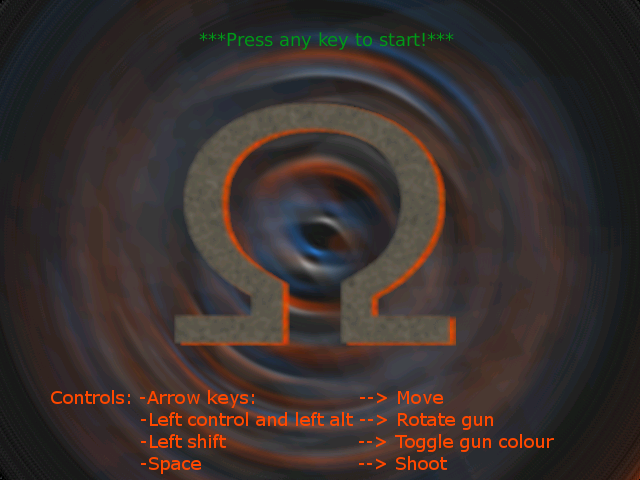 ***Press any key to start!***
Ω
Controls: -Arrow keys: --> Move
-Left control and left alt --> Rotate gun
-Left shift --> Toggle gun colour
-Space --> Shoot